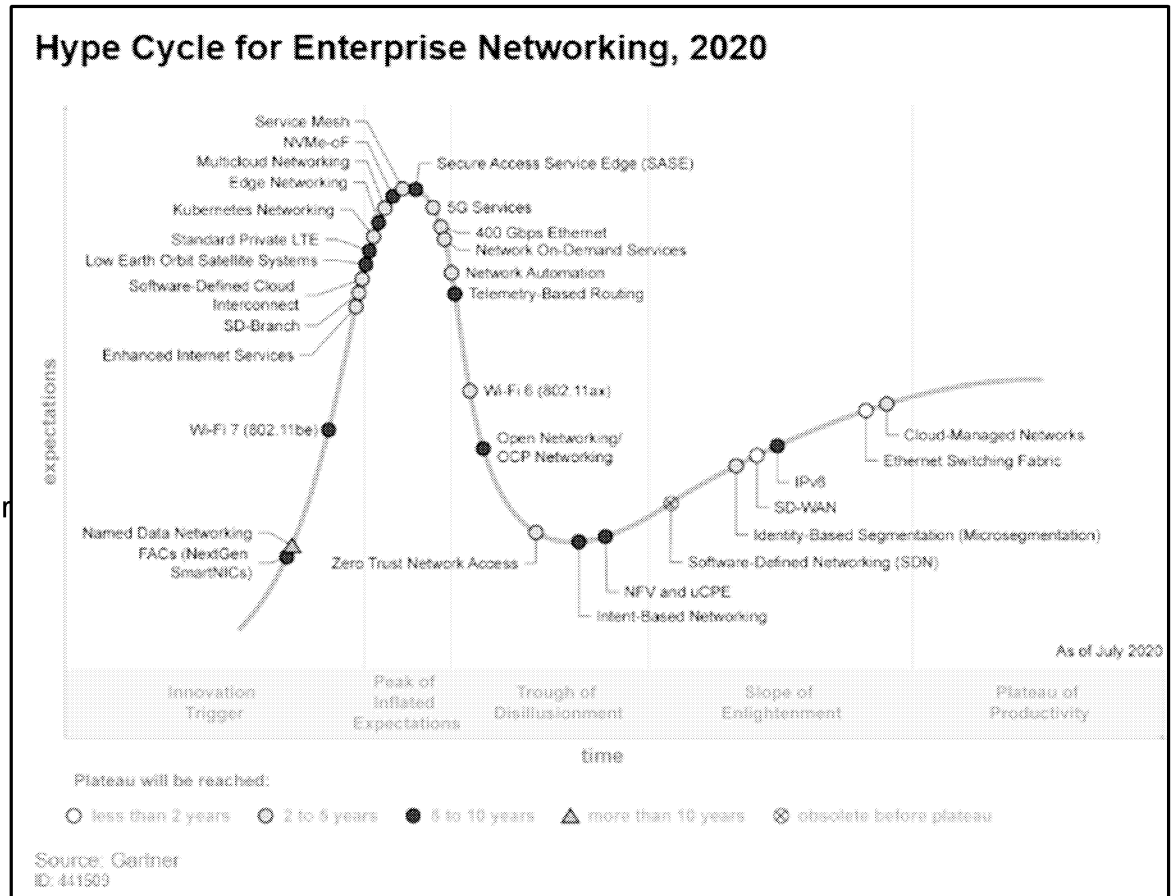 Hype Cycle for Enterprise Networking, 2020
Service Mesh
NVMe-oF
Multicloud Networking
Edge Networking
Kubernetes Networking
Standard Private LTE
Low Earth Orbit Satellite Systems
Software-Defined Cloud
Interconnect
SD-Branch
Enhanced Internet Services
Wi-Fi 7 (802.11be)
Named Data Networking
FACs (NextGen
SmartNICs)
Secure Access Service Edge (SASE)
5G Services
400 Gbps Ethernet
Network On-Demand Services
Network Automation
Telemetry-Based Routing
Wi-Fi 6 (802.11ax)
Open Networking/
OCP Networking
Zero Trust Network Access
Intent-Based Networking
NFV and uCPE
Software-Defined Networking (SDN)
Identity-Based Segmentation (Microsegmentation)
SD-WAN
IPv6
Ethernet Switching Fabric
Cloud-Managed Networks
expectations
r
As of July 2020
Innovation
Trigger
Peak of
Inflated
Expectations
Trough of
Disillusionment
Slope of
Enlightenment
Plateau of
Productivity
time
Plateau will be reached:
less than 2 years
2 to 5 years
5 to 10 years
more than 10 years
obsolete before plateau
Source: Gartner
ID: 441509